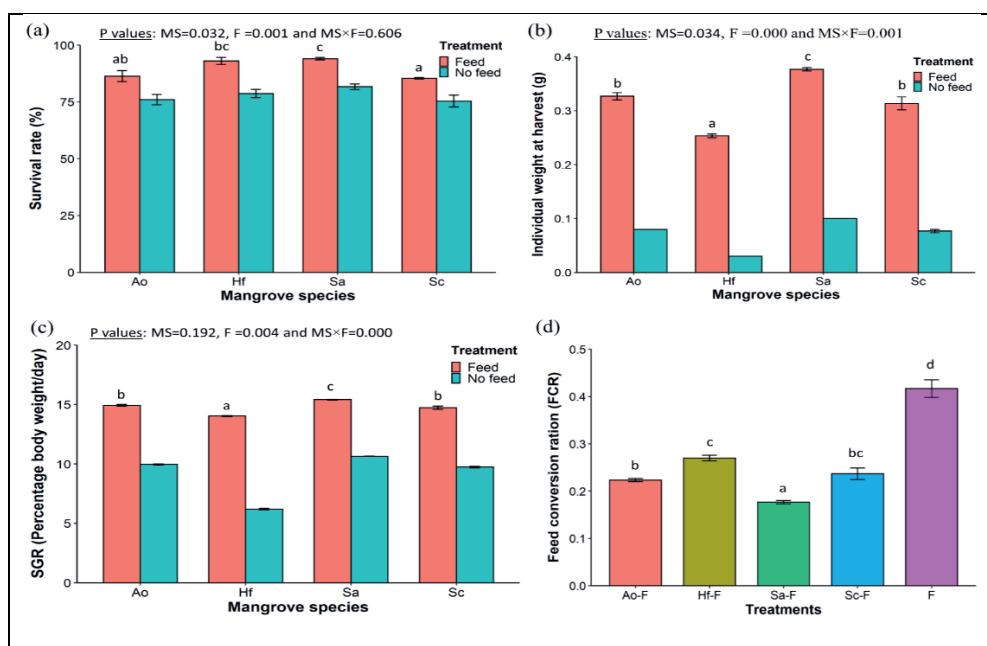 (a)
P values: MS=0.032, F =0.001 and MS×F=0.606
Treatment
Feed
No feed
Survival rate (%)
100
75
50
25
0
ab
bc
c
a
Ao
Hf
Sa
Sc
Mangrove species
(b)
P values: MS=0.034, F =0.000 and MS×F=0.001
Treatment
Feed
No feed
Individual weight at harvest (g)
0.4
0.3
0.2
0.1
0.0
b
a
c
b
Ao
Hf
Sa
Sc
Mangrove species
(c)
P values: MS=0.192, F =0.004 and MS×F=0.000
Treatment
Feed
No feed
SGR (Percentage body weight/day)
20
15
10
5
0
b
a
c
b
Ao
Hf
Sa
Sc
Mangrove species
(d)
Feed conversion ration (FCR)
0.5
0.4
0.3
0.2
0.1
0.0
b
c
a
bc
d
Ao-F
Hf-F
Sa-F
Sc-F
F
Treatments